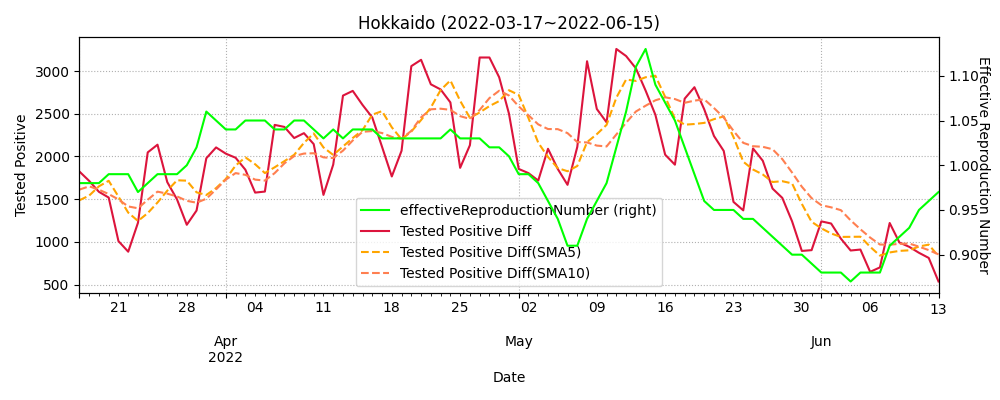 Hokkaido (2022-03-17~2022-06-15)
Tested Positive
3000
2500
2000
1500
1000
500
1.10
1.05
1.00
0.95
0.90
Effective Reproduction Number
effectiveReproductionNumber (right)
Tested Positive Diff
Tested Positive Diff(SMA5)
Tested Positive Diff(SMA10)
21 28 04 11 18 25 02 09 16 23 30 06 13
Apr May Jun
2022
Date